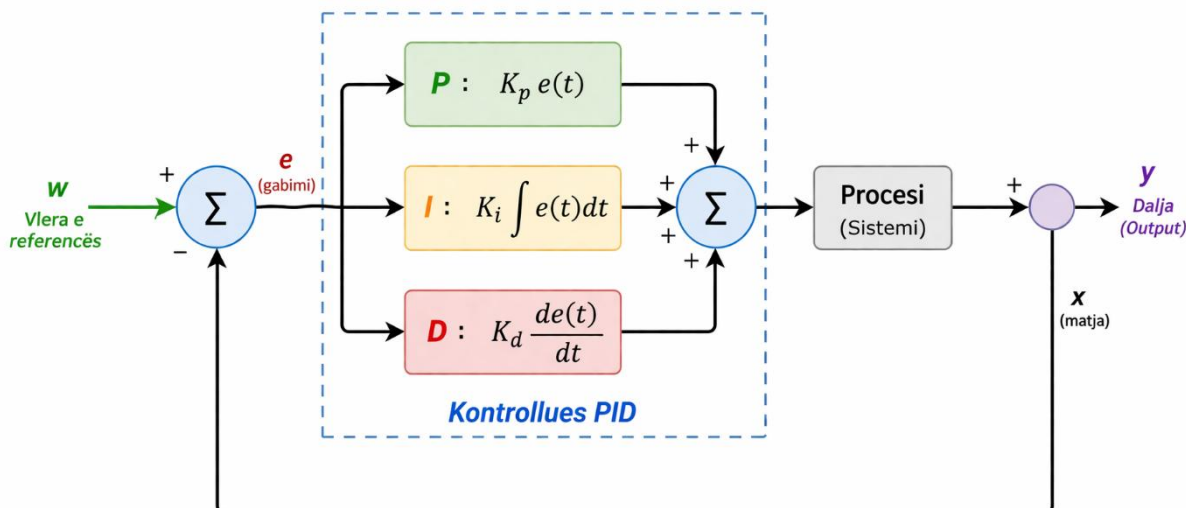 w
Vlera e
referencës
+
−
Σ
e
(gabimi)
P : K_p e(t)
I : K_i ∫ e(t)dt
D : K_d de(t)/dt
+
+
+
+
Σ
Kontrollues PID
Procesi
(Sistemi)
+
y
Dalja
(Output)
x
(matja)